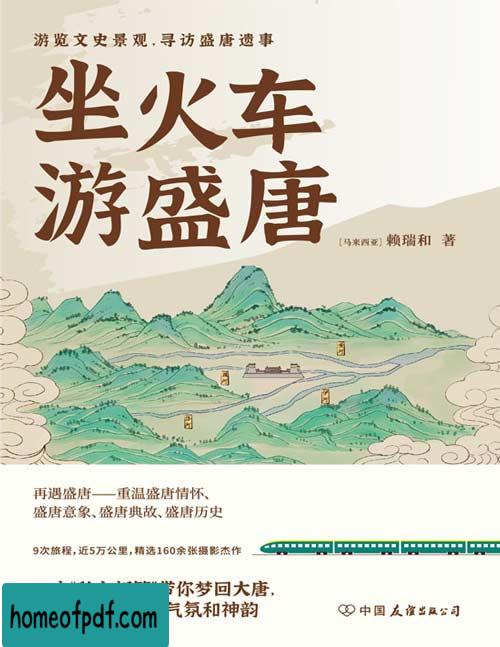 游览文史景观.寻访盛唐遗事
坐火车
游盛唐
［马来西亚］赖瑞和 著
再遇盛唐——重温盛唐情怀、
盛唐意象、盛唐典故、盛唐历史
9次旅程，近5万公里，精选160余张摄影杰作
带你梦回大唐，
气氛和神韵
中国友谊出版公司
homeofpdf.com